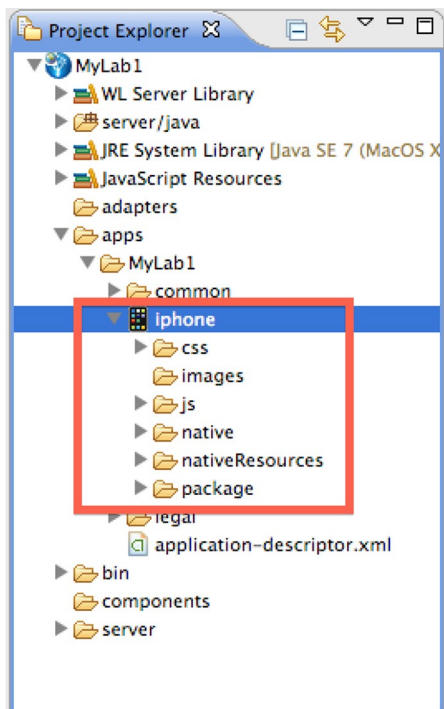 Project Explorer
MyLab1
WL Server Library
server/java
JRE System Library [Java SE 7 (MacOS X
JavaScript Resources
adapters
apps
MyLab1
common
iphone
css
images
js
native
nativeResources
package
legal
application-descriptor.xml
bin
components
server